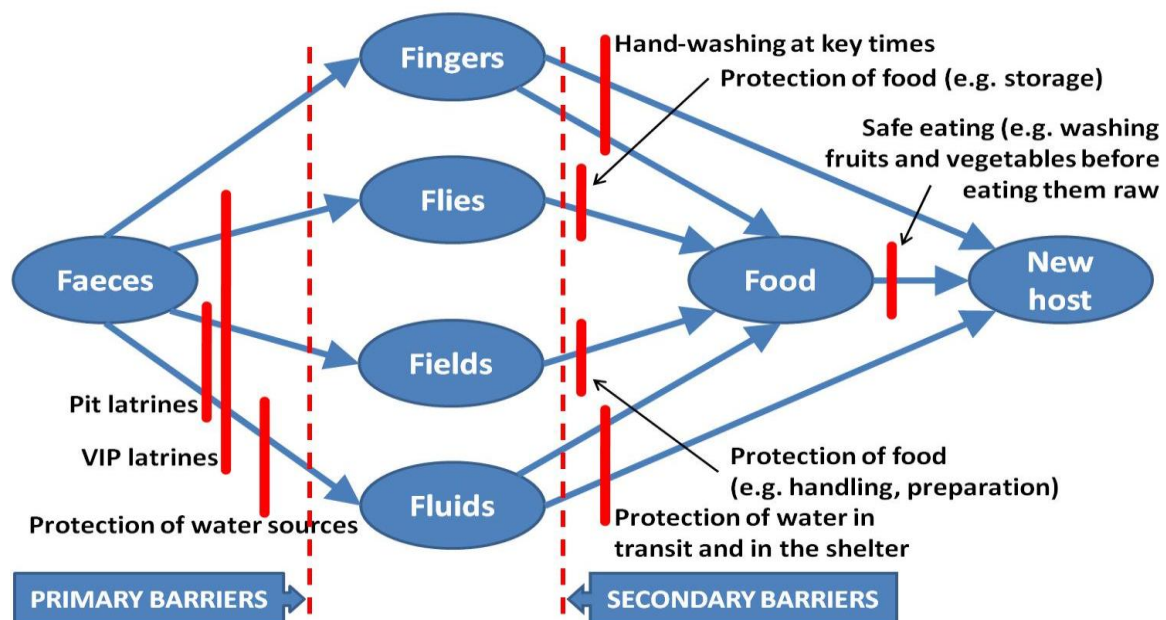 Fingers
Hand-washing at key times
Protection of food (e.g. storage)
Safe eating (e.g. washing
fruits and vegetables before
eating them raw
Flies
Faeces
Food
New
host
Fields
Pit latrines
VIP latrines
Protection of food
(e.g. handling, preparation)
Fluids
Protection of water sources
Protection of water in
transit and in the shelter
PRIMARY BARRIERS
SECONDARY BARRIERS